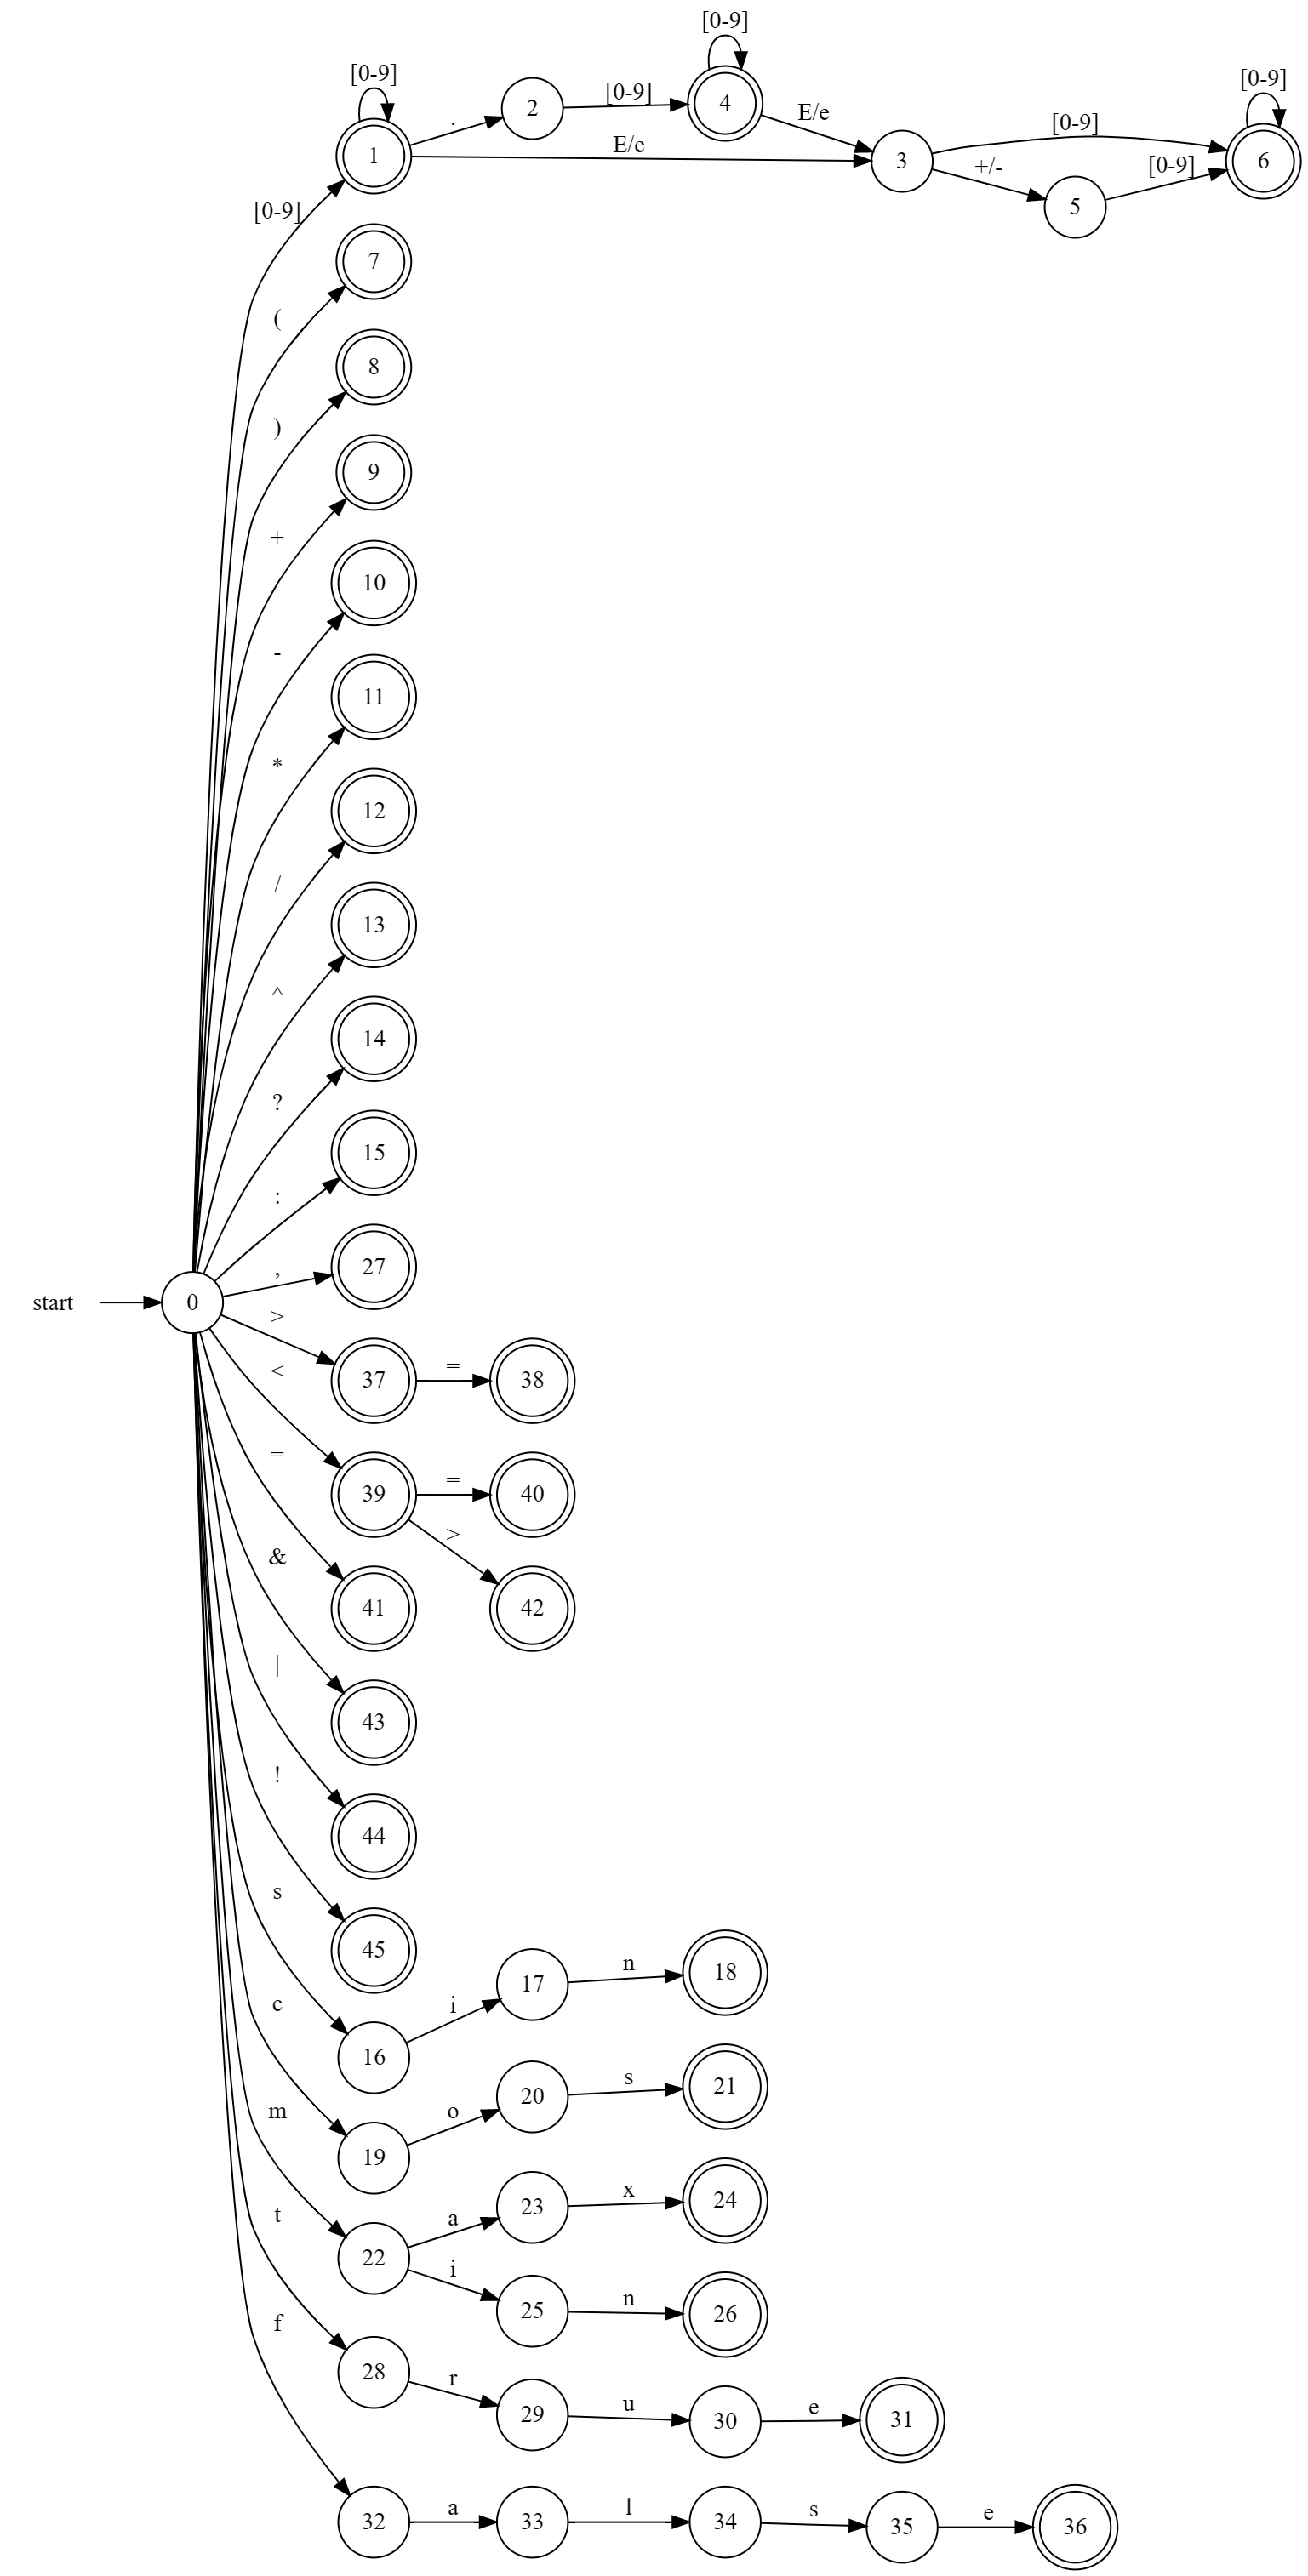 [0-9]
[0-9] [0-9]
1 . 2 [0-9] 4 E/e [0-9]
E/e 3 +/- 5 [0-9] 6
[0-9]
7
(
8
)
9
+
10
-
11
*
12
/
13
^
14
?
15
:
27
,
start 0
>
37 = 38
<
39 = 40
>
=
41 42
&
43
|
44
!
45
s
16 i 17 n 18
c
19 o 20 s 21
m
22 a 23 x 24
i 25 n 26
t
28 r 29 u 30 e 31
f
32 a 33 l 34 s 35 e 36